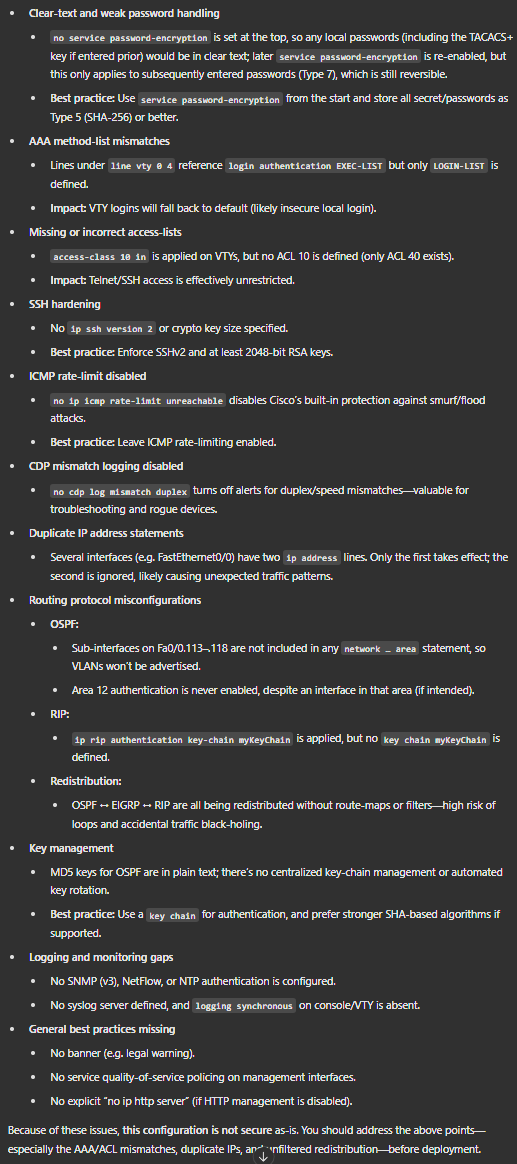 Clear-text and weak password handling
no service password-encryption is set at the top, so any local passwords (including the TACACS+
key if entered prior) would be in clear text; later service password-encryption is re-enabled, but
this only applies to subsequently entered passwords (Type 7), which is still reversible.
Best practice: Use service password-encryption from the start and store all secret/passwords as
Type 5 (SHA-256) or better.
AAA method-list mismatches
Lines under line vty 0 4 reference login authentication EXEC-LIST but only LOGIN-LIST is
defined.
Impact: VTY logins will fall back to default (likely insecure local login).
Missing or incorrect access-lists
access-class 10 in is applied on VTYs, but no ACL 10 is defined (only ACL 40 exists).
Impact: Telnet/SSH access is effectively unrestricted.
SSH hardening
No ip ssh version 2 or crypto key size specified.
Best practice: Enforce SSHv2 and at least 2048-bit RSA keys.
ICMP rate-limit disabled
no ip icmp rate-limit unreachable disables Cisco's built-in protection against smurf/flood
attacks.
Best practice: Leave ICMP rate-limiting enabled.
CDP mismatch logging disabled
no cdp log mismatch duplex turns off alerts for duplex/speed mismatches—valuable for
troubleshooting and rogue devices.
Duplicate IP address statements
Several interfaces (e.g. FastEthernet0/0) have two ip address lines. Only the first takes effect; the
second is ignored, likely causing unexpected traffic patterns.
Routing protocol misconfigurations
OSPF:
Sub-interfaces on Fa0/0.113–.118 are not included in any network … area statement, so
VLANs won't be advertised.
Area 12 authentication is never enabled, despite an interface in that area (if intended).
RIP:
ip rip authentication key-chain myKeyChain is applied, but no key chain myKeyChain is
defined.
Redistribution:
OSPF ↔ EIGRP ↔ RIP are all being redistributed without route-maps or filters—high risk of
loops and accidental traffic black-holing.
Key management
MD5 keys for OSPF are in plain text; there's no centralized key-chain management or automated
key rotation.
Best practice: Use a key chain for authentication, and prefer stronger SHA-based algorithms if
supported.
Logging and monitoring gaps
No SNMP (v3), NetFlow, or NTP authentication is configured.
No syslog server defined, and logging synchronous on console/VTY is absent.
General best practices missing
No banner (e.g. legal warning).
No service quality-of-service policing on management interfaces.
No explicit "no ip http server" (if HTTP management is disabled).
Because of these issues, this configuration is not secure as-is. You should address the above points—
especially the AAA/ACL mismatches, duplicate IPs, and unfiltered redistribution—before deployment.